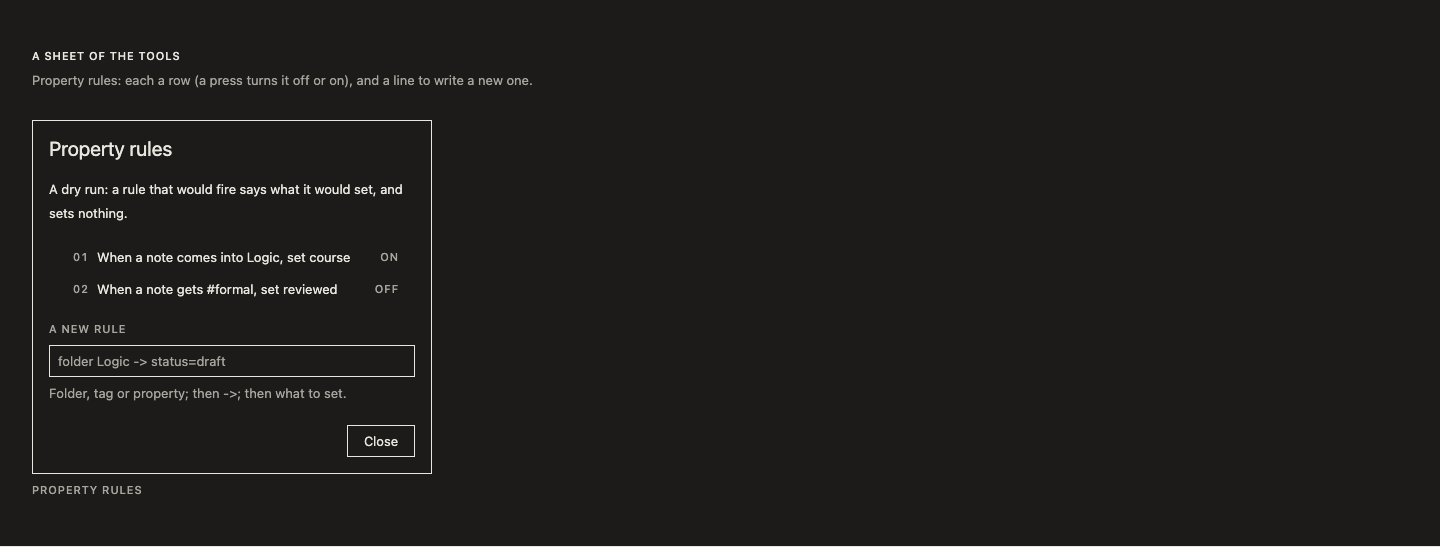 A SHEET OF THE TOOLS
Property rules: each a row (a press turns it off or on), and a line to write a new one.
Property rules
A dry run: a rule that would fire says what it would set, and
sets nothing.
01 When a note comes into Logic, set course ON
02 When a note gets #formal, set reviewed OFF
A NEW RULE
folder Logic -> status=draft
Folder, tag or property; then ->; then what to set.
Close
PROPERTY RULES